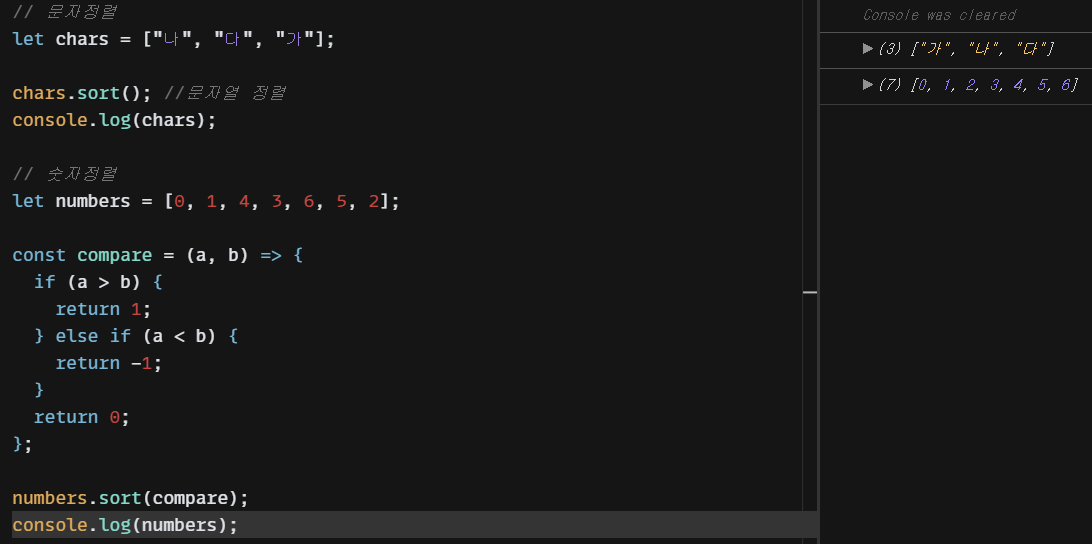 // 문자정렬
let chars = ["나", "다", "가"];
chars.sort(); //문자열 정렬
console.log(chars);
// 숫자정렬
let numbers = [0, 1, 4, 3, 6, 5, 2];
const compare = (a, b) => {
  if (a > b) {
    return 1;
  } else if (a < b) {
    return -1;
  }
  return 0;
};
numbers.sort(compare);
console.log(numbers);
Console was cleared
▶(3) ["가", "나", "다"]
▶(7) [0, 1, 2, 3, 4, 5, 6]